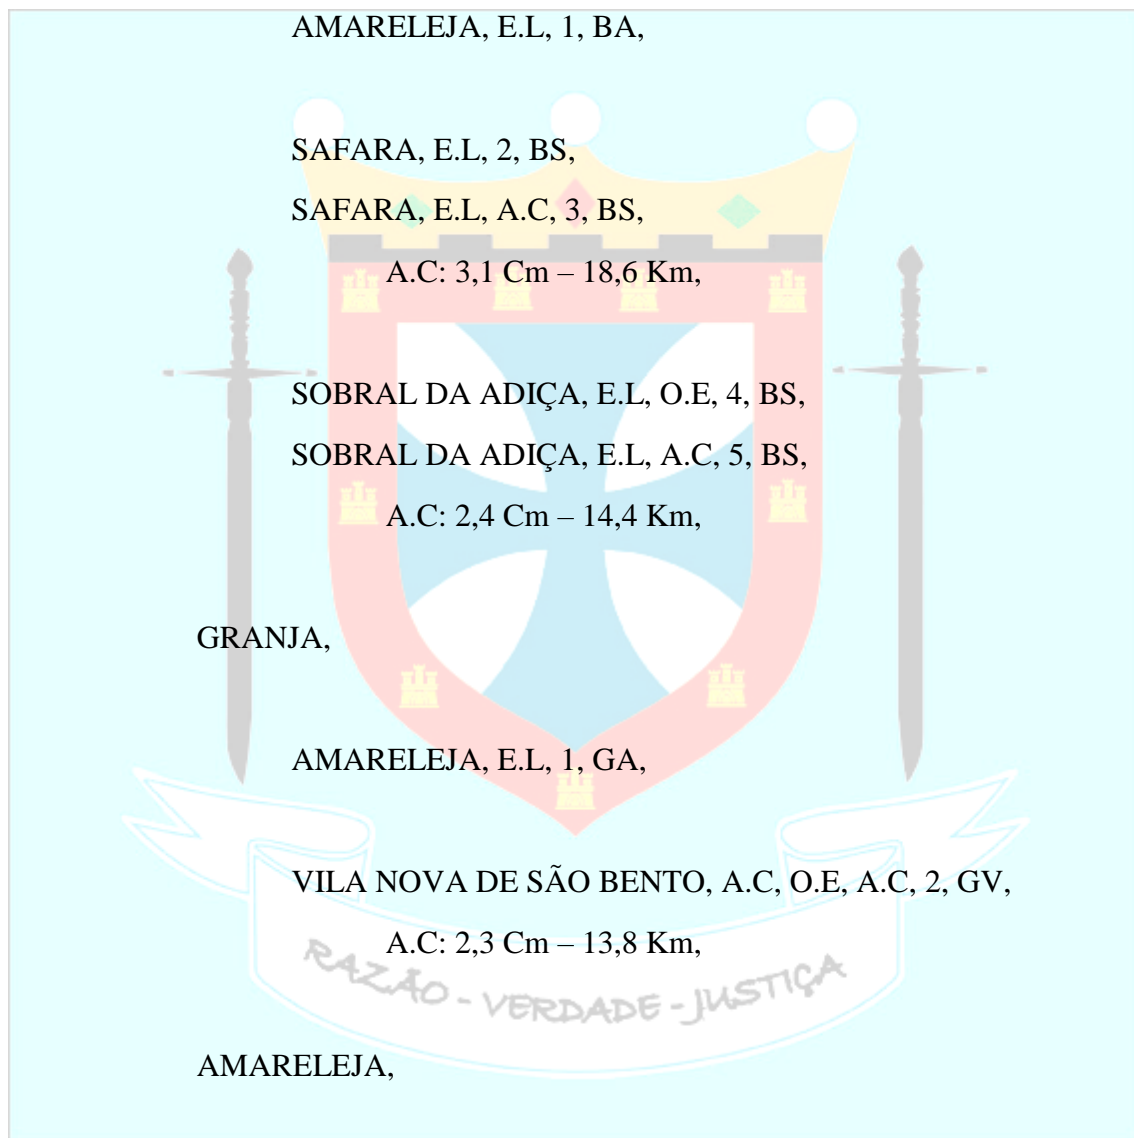 AMARELEJA, E.L, 1, BA,
SAFARA, E.L, 2, BS,
SAFARA, E.L, A.C, 3, BS,
A.C: 3,1 Cm – 18,6 Km,
SOBRAL DA ADIÇA, E.L, O.E, 4, BS,
SOBRAL DA ADIÇA, E.L, A.C, 5, BS,
A.C: 2,4 Cm – 14,4 Km,
GRANJA,
AMARELEJA, E.L, 1, GA,
VILA NOVA DE SÃO BENTO, A.C, O.E, A.C, 2, GV,
A.C: 2,3 Cm – 13,8 Km,
RAZÃO - VERDADE - JUSTIÇA
AMARELEJA,